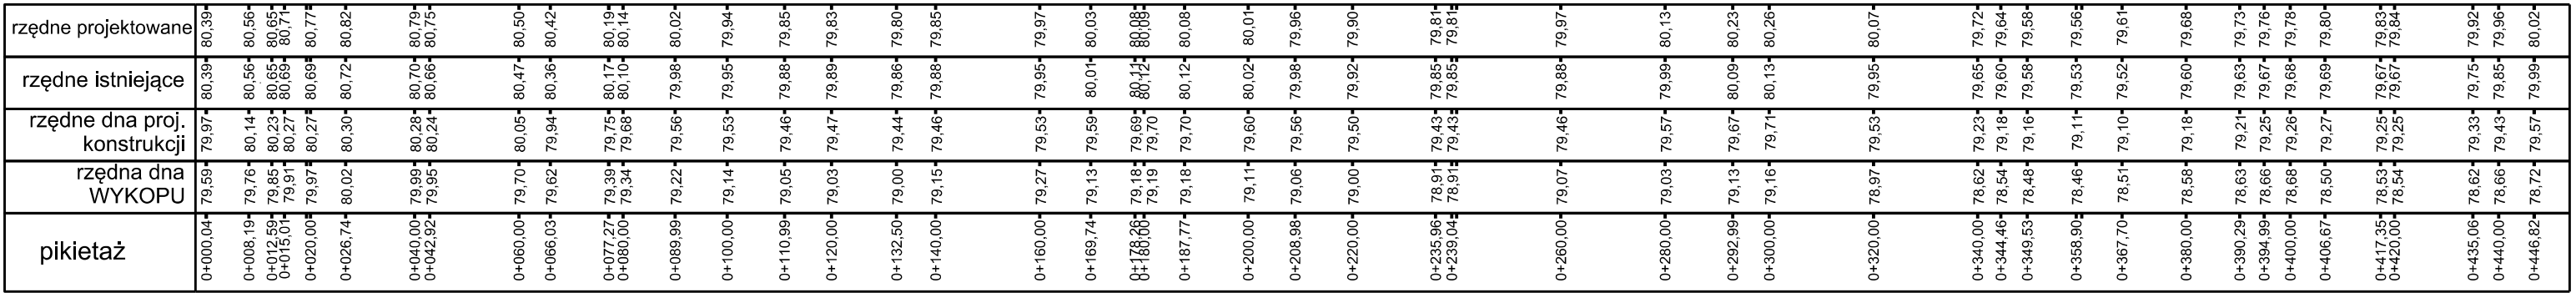 rzędne projektowane 80,39 80,56 80,65 80,71 80,77 80,82 80,79 80,75 80,50 80,42 80,19 80,14 80,02 79,94 79,85 79,83 79,80 79,85 79,97 80,03 80,08 80,09 80,08 80,01 79,96 79,90 79,81 79,81 79,97 80,13 80,23 80,26 80,07 79,72 79,64 79,58 79,56 79,61 79,68 79,73 79,76 79,78 79,80 79,83 79,84 79,92 79,96 80,02
rzędne istniejące 80,39 80,56 80,65 80,69 80,69 80,72 80,70 80,66 80,47 80,36 80,17 80,10 79,98 79,95 79,88 79,89 79,86 79,88 79,95 80,01 80,11 80,12 80,12 80,02 79,98 79,92 79,85 79,85 79,88 79,99 80,09 80,13 79,95 79,65 79,60 79,58 79,53 79,52 79,60 79,63 79,67 79,68 79,69 79,67 79,67 79,75 79,85 79,99
rzędne dna proj.
konstrukcji 79,97 80,14 80,23 80,27 80,27 80,30 80,28 80,24 80,05 79,94 79,75 79,68 79,56 79,53 79,46 79,47 79,44 79,46 79,53 79,59 79,69 79,70 79,70 79,60 79,56 79,50 79,43 79,43 79,46 79,57 79,67 79,71 79,53 79,23 79,18 79,16 79,11 79,10 79,18 79,21 79,25 79,26 79,27 79,25 79,25 79,33 79,43 79,57
rzędna dna
WYKOPU 79,59 79,76 79,85 79,91 79,97 80,02 79,99 79,95 79,70 79,62 79,39 79,34 79,22 79,14 79,05 79,03 79,00 79,15 79,27 79,13 79,18 79,19 79,18 79,11 79,06 79,00 78,91 78,91 79,07 79,03 79,13 79,16 78,97 78,62 78,54 78,48 78,46 78,51 78,58 78,63 78,66 78,68 78,50 78,53 78,54 78,62 78,66 78,72
pikietaż 0+000,04 0+008,19 0+012,59 0+015,01 0+020,00 0+026,74 0+040,00 0+042,92 0+060,00 0+066,03 0+077,27 0+080,00 0+089,99 0+100,00 0+110,99 0+120,00 0+132,50 0+140,00 0+160,00 0+169,74 0+178,26 0+180,00 0+187,77 0+200,00 0+208,98 0+220,00 0+235,96 0+239,04 0+260,00 0+280,00 0+292,99 0+300,00 0+320,00 0+340,00 0+344,46 0+349,53 0+358,90 0+367,70 0+380,00 0+390,29 0+394,99 0+400,00 0+406,67 0+417,35 0+420,00 0+435,06 0+440,00 0+446,82